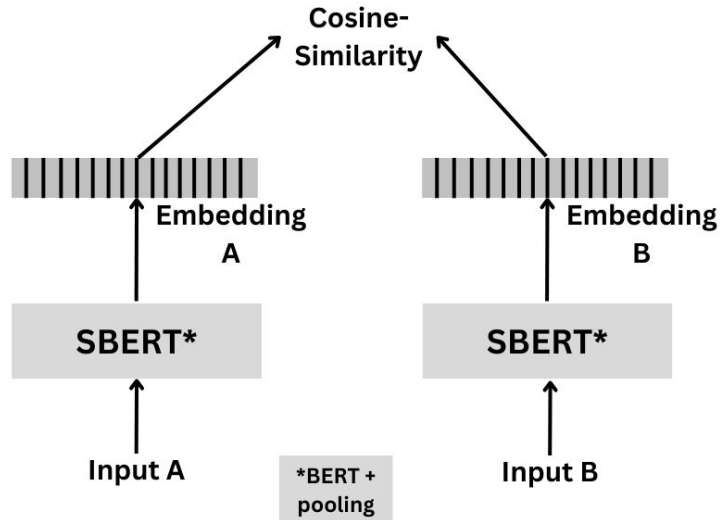 Cosine-
Similarity
Embedding
A
Embedding
B
SBERT*
SBERT*
Input A
Input B
*BERT +
pooling